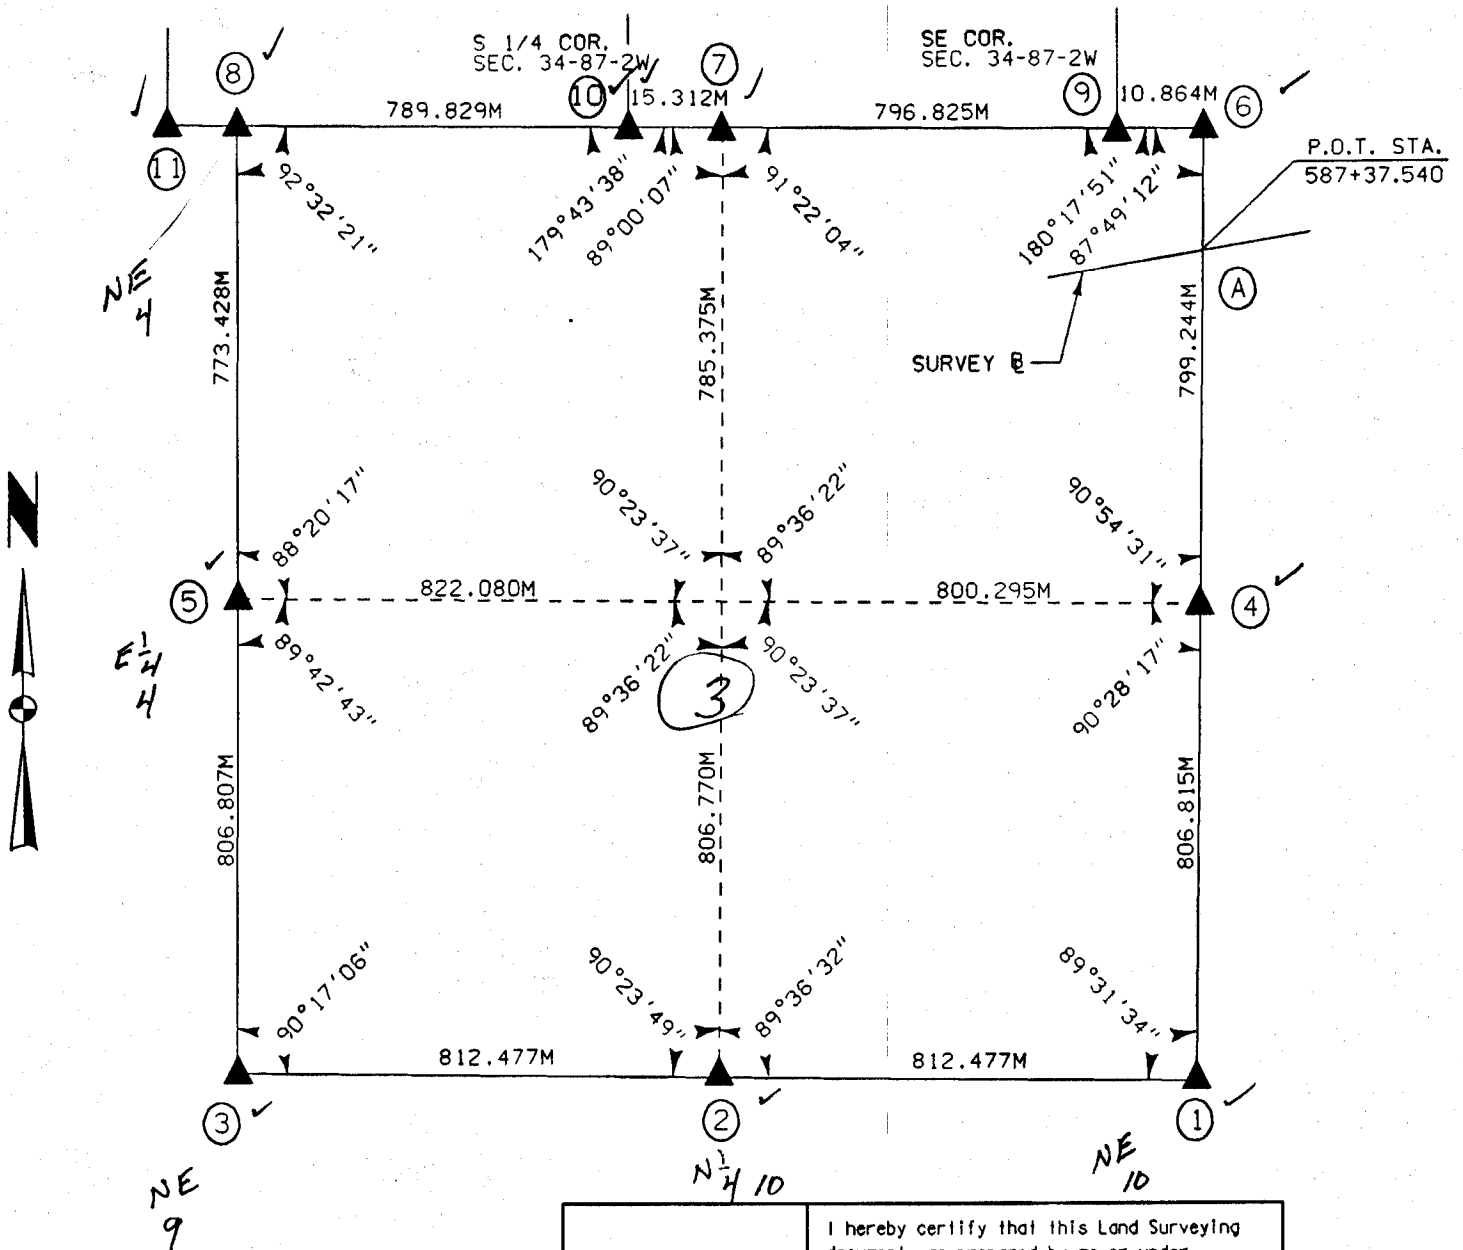 S 1/4 COR.
SEC. 34-87-2W
SE COR.
SEC. 34-87-2W
8
7
10
9
6
11
789.829M
15.312M
796.825M
10.864M
P.O.T. STA.
587+37.540
92°32'21"
179°43'38"
89°00'07"
91°22'04"
180°17'51"
87°49'12"
A
NE
4
773.428M
785.375M
799.244M
SURVEY
N
88°20'17"
90°23'37"
89°36'22"
90°54'31"
5
822.080M
800.295M
4
E 1/4
4
89°42'43"
89°36'22"
3
90°23'37"
90°28'17"
806.807M
806.770M
806.815M
90°17'06"
90°23'49"
89°36'32"
89°31'34"
812.477M
812.477M
3
2
1
NE
9
N 1/4 10
NE
10
I hereby certify that this Land Surveying